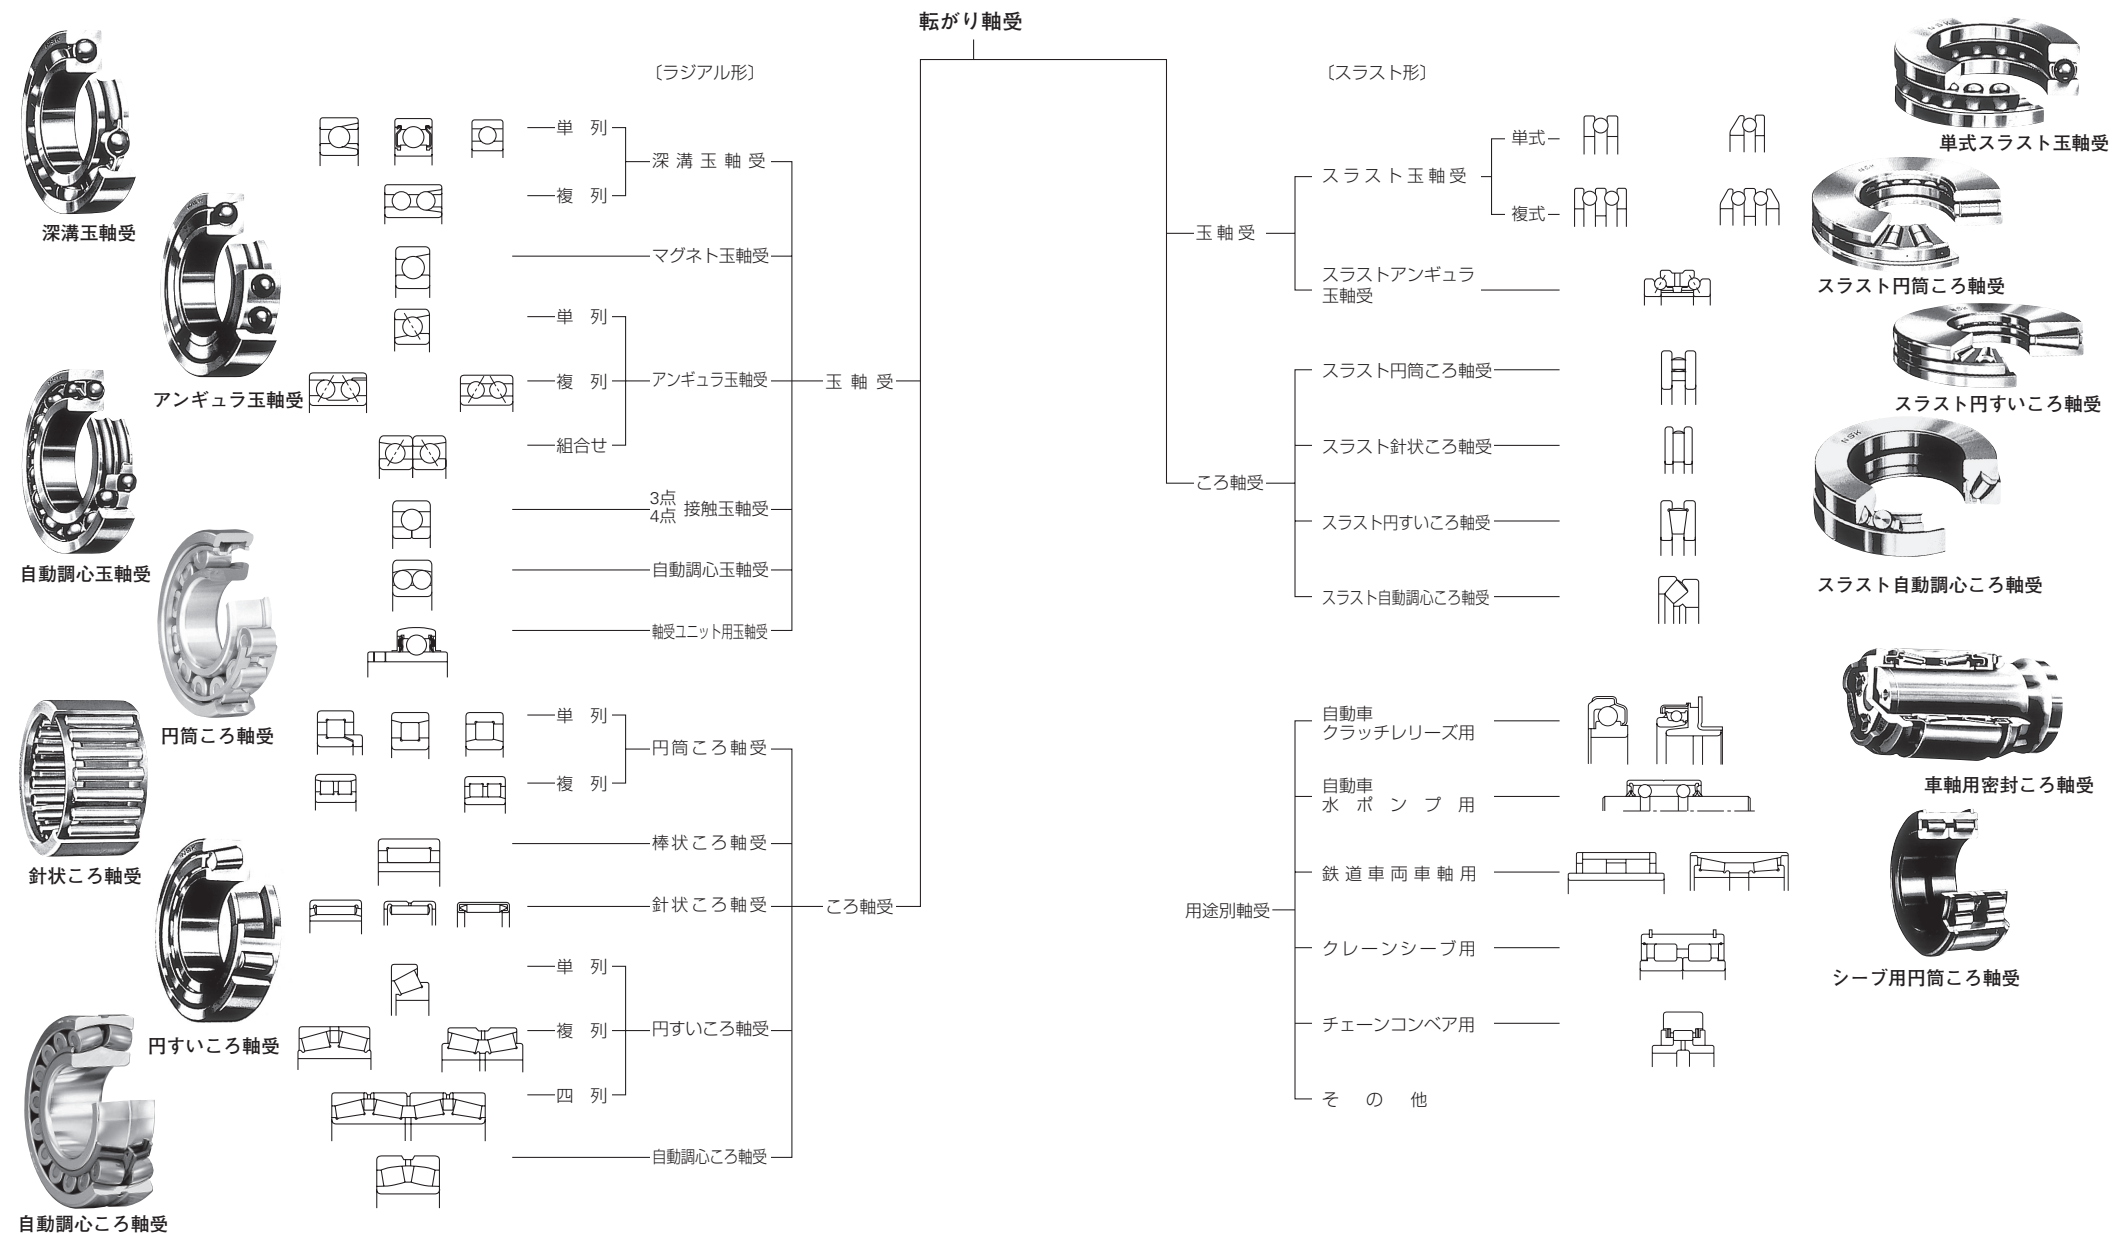 転がり軸受
〔ラジアル形〕
単列
深溝玉軸受
複列
マグネト玉軸受
単列
複列
アンギュラ玉軸受
組合せ
3点
4点
接触玉軸受
自動調心玉軸受
軸受ユニット用玉軸受
玉軸受
単列
円筒ころ軸受
複列
棒状ころ軸受
針状ころ軸受
ころ軸受
単列
複列
円すいころ軸受
四列
自動調心ころ軸受
〔スラスト形〕
玉軸受
スラスト玉軸受
単式
複式
スラストアンギュラ
玉軸受
ころ軸受
スラスト円筒ころ軸受
スラスト針状ころ軸受
スラスト円すいころ軸受
スラスト自動調心ころ軸受
用途別軸受
自動車
クラッチレリーズ用
自動車
水ポンプ用
鉄道車両車軸用
クレーンシーブ用
チェーンコンベア用
その他
深溝玉軸受
アンギュラ玉軸受
自動調心玉軸受
円筒ころ軸受
針状ころ軸受
円すいころ軸受
自動調心ころ軸受
単式スラスト玉軸受
スラスト円筒ころ軸受
スラスト円すいころ軸受
NSK
スラスト自動調心ころ軸受
車軸用密封ころ軸受
シーブ用円筒ころ軸受